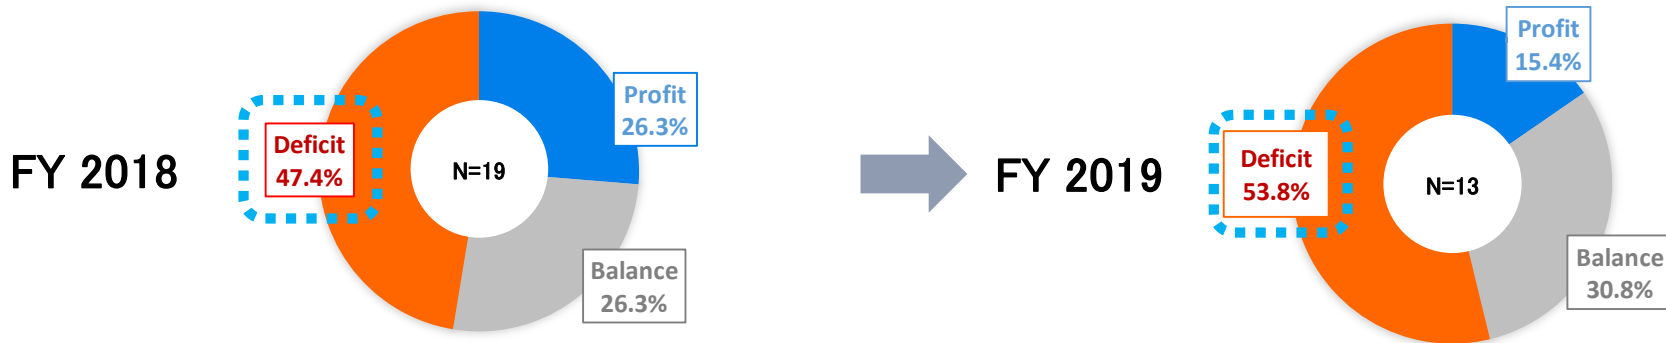 FY 2018
Deficit
47.4%
N=19
Profit
26.3%
Balance
26.3%
FY 2019
Deficit
53.8%
N=13
Profit
15.4%
Balance
30.8%